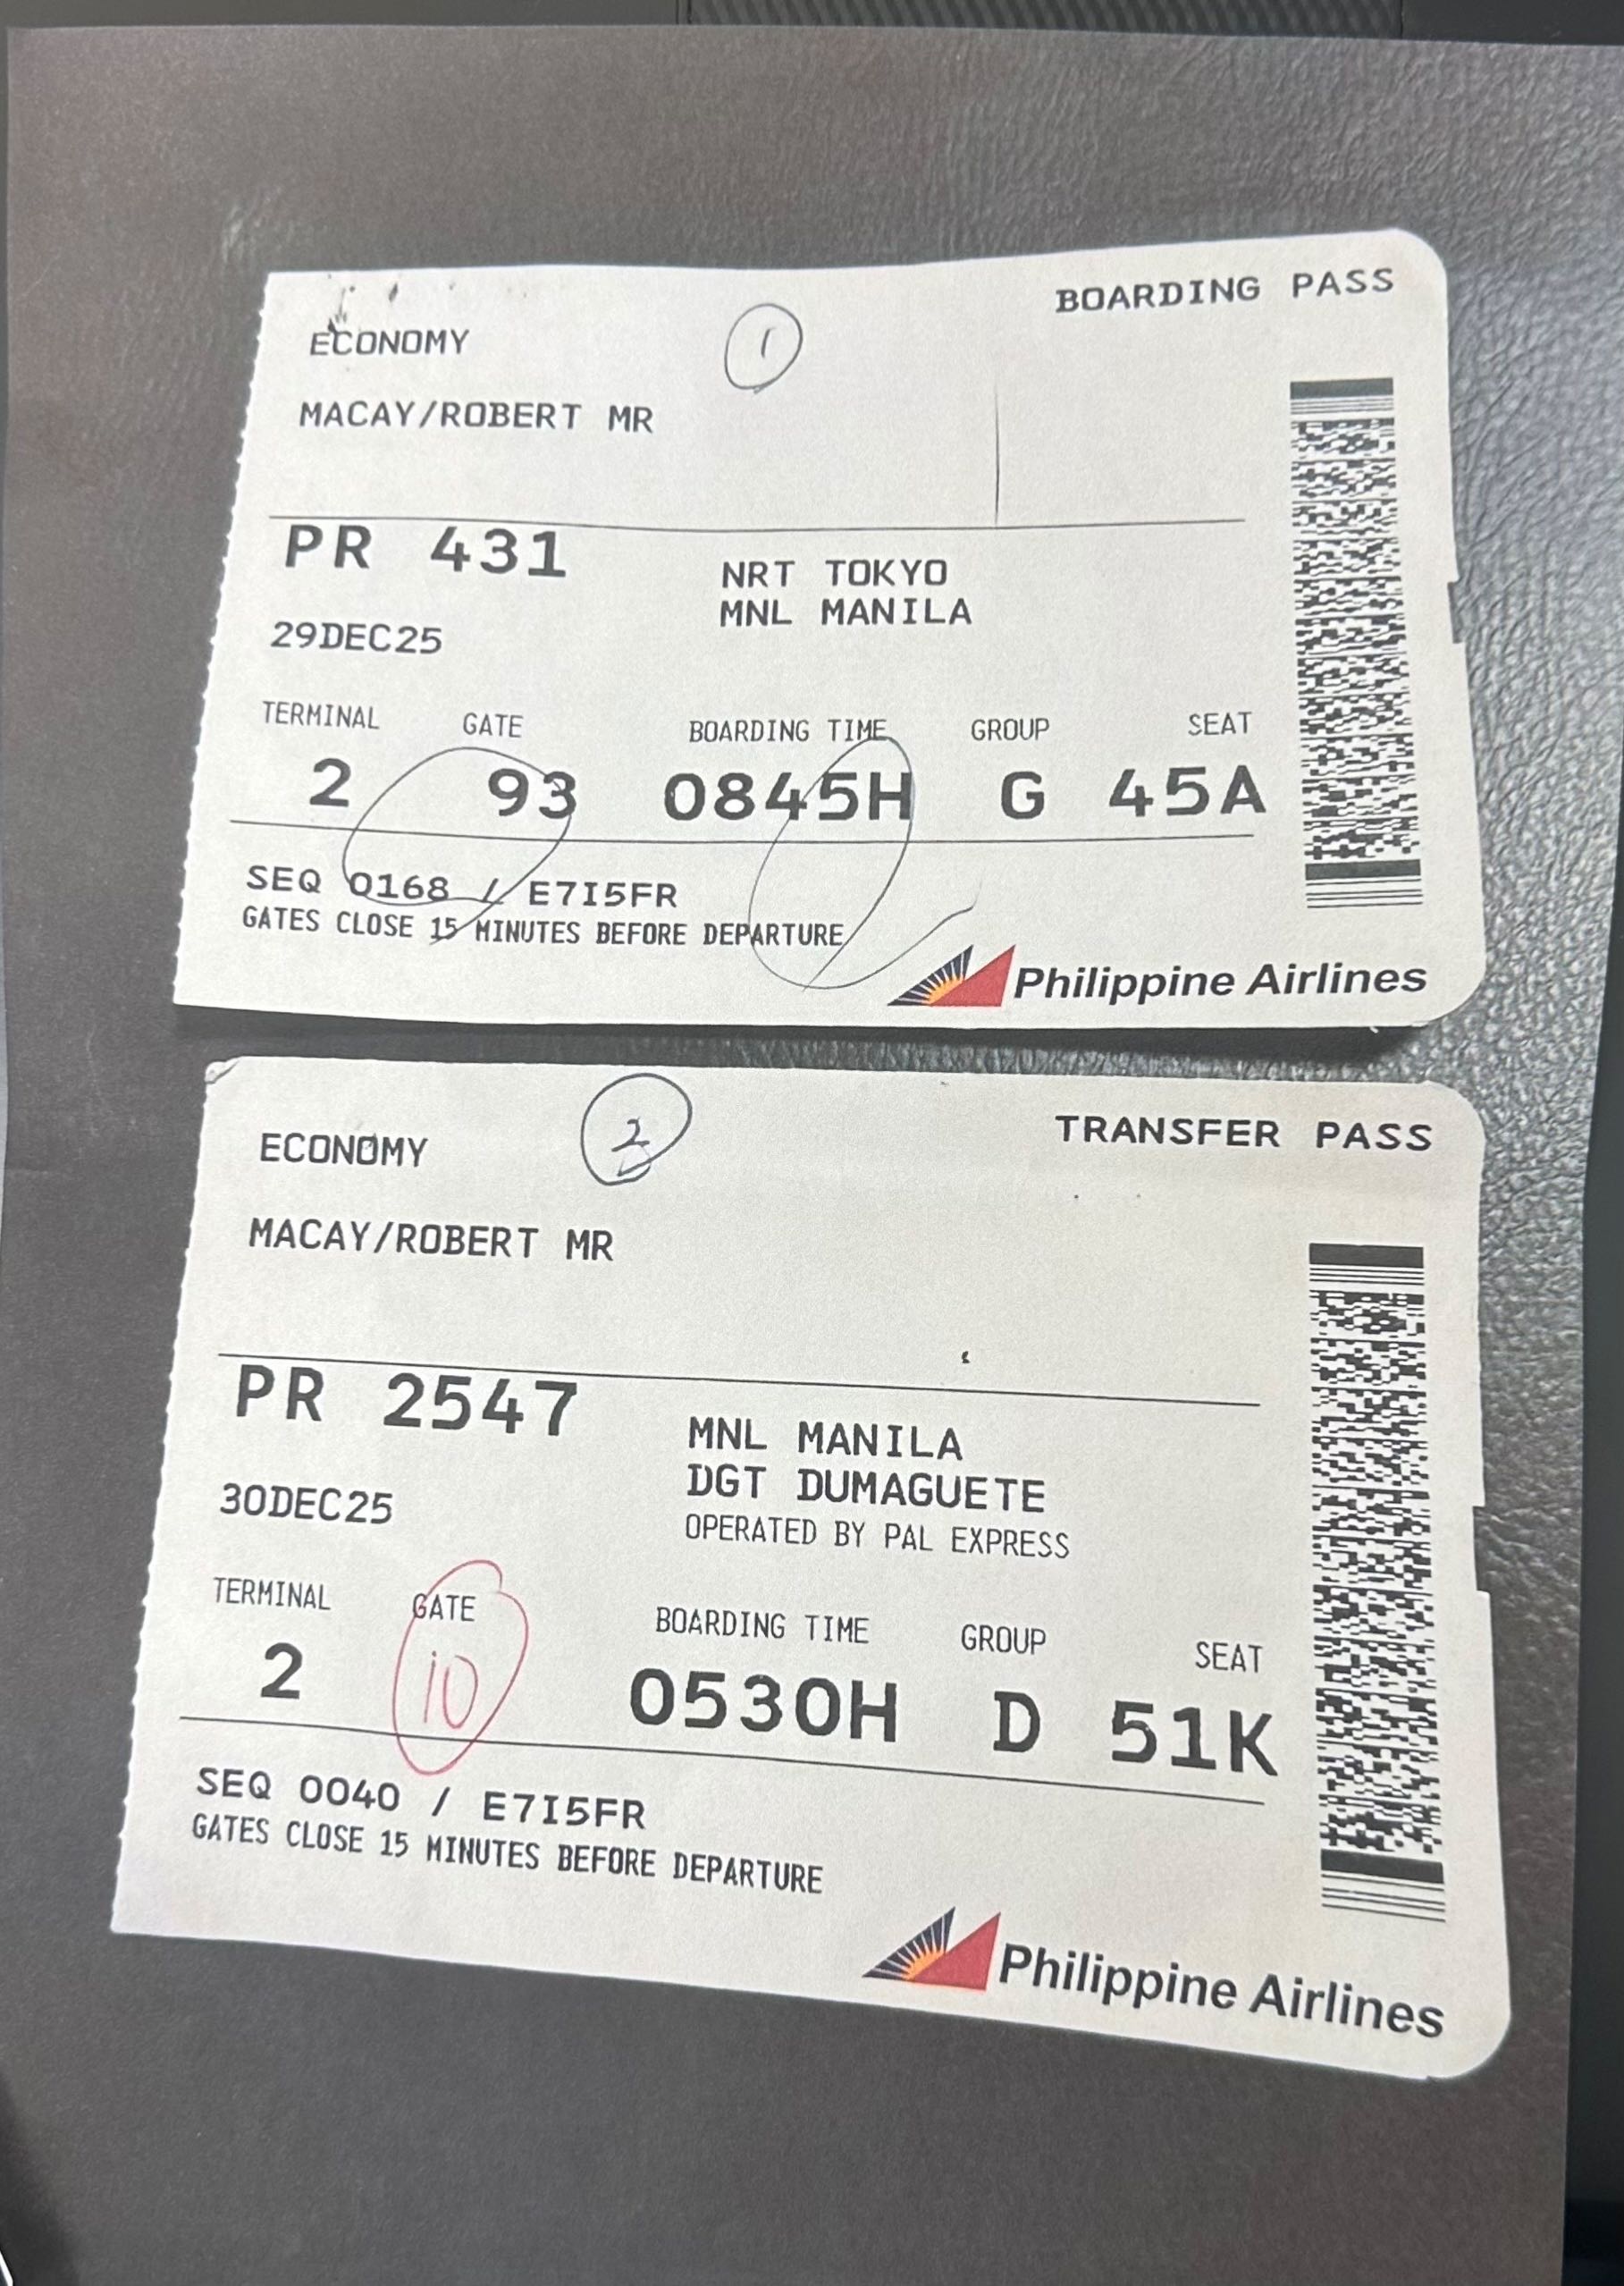 BOARDING PASS
ECONOMY
1
MACAY/ROBERT MR
PR 431
NRT TOKYO
MNL MANILA
29DEC25
TERMINAL GATE BOARDING TIME GROUP SEAT
2 93 0845H G 45A
SEQ 0168 / E7I5FR
GATES CLOSE 15 MINUTES BEFORE DEPARTURE
Philippine Airlines
TRANSFER PASS
ECONOMY
2
MACAY/ROBERT MR
PR 2547
MNL MANILA
DGT DUMAGUETE
OPERATED BY PAL EXPRESS
30DEC25
TERMINAL GATE BOARDING TIME GROUP SEAT
2 10 0530H D 51K
SEQ 0040 / E7I5FR
GATES CLOSE 15 MINUTES BEFORE DEPARTURE
Philippine Airlines